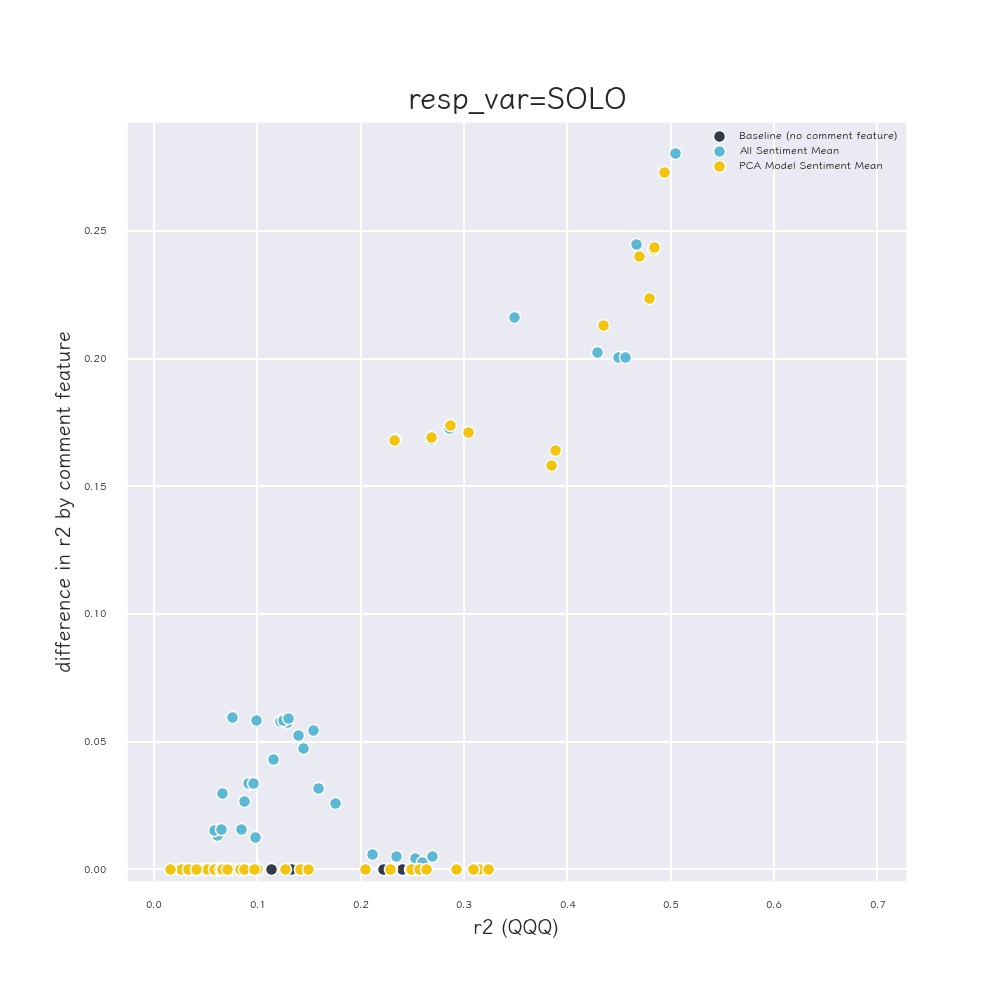 resp_var=SOLO
Baseline (no comment feature)
All Sentiment Mean
PCA Model Sentiment Mean
difference in r2 by comment feature
0.25
0.20
0.15
0.10
0.05
0.00
0.0 0.1 0.2 0.3 0.4 0.5 0.6 0.7
r2 (QQQ)